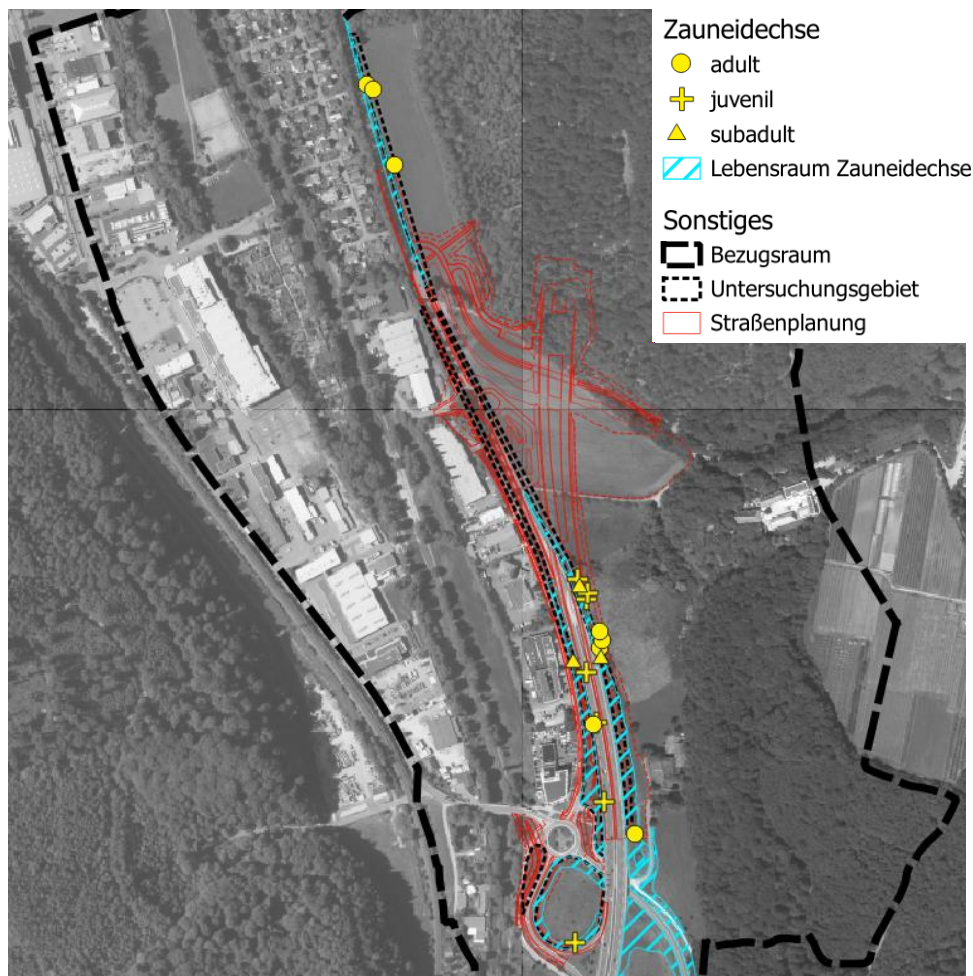 Zauneidechse
adult
juvenil
subadult
Lebensraum Zauneidechse
Sonstiges
Bezugsraum
Untersuchungsgebiet
Straßenplanung